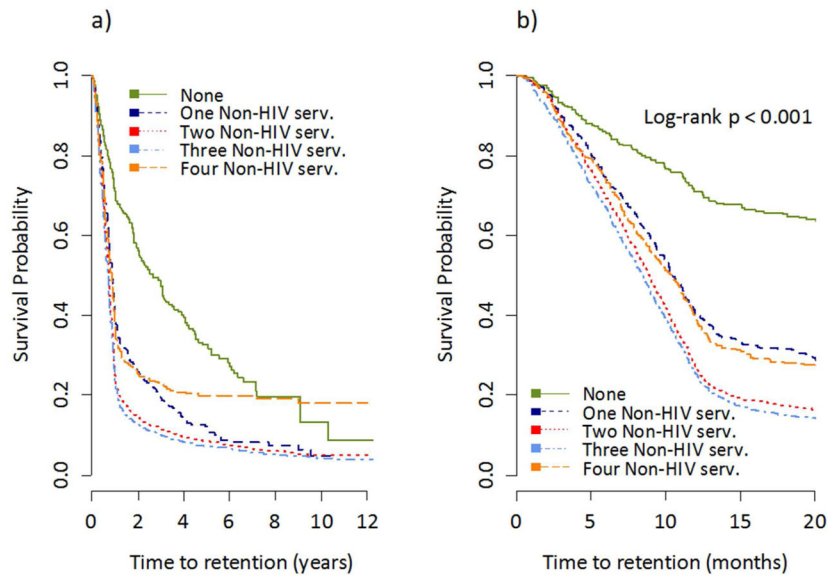 a)
Survival Probability
1.0
0.8
0.6
0.4
0.2
0.0
None
One Non-HIV serv.
Two Non-HIV serv.
Three Non-HIV serv.
Four Non-HIV serv.
0 2 4 6 8 10 12
Time to retention (years)
b)
Survival Probability
1.0
0.8
0.6
0.4
0.2
0.0
Log-rank p < 0.001
None
One Non-HIV serv.
Two Non-HIV serv.
Three Non-HIV serv.
Four Non-HIV serv.
0 5 10 15 20
Time to retention (months)